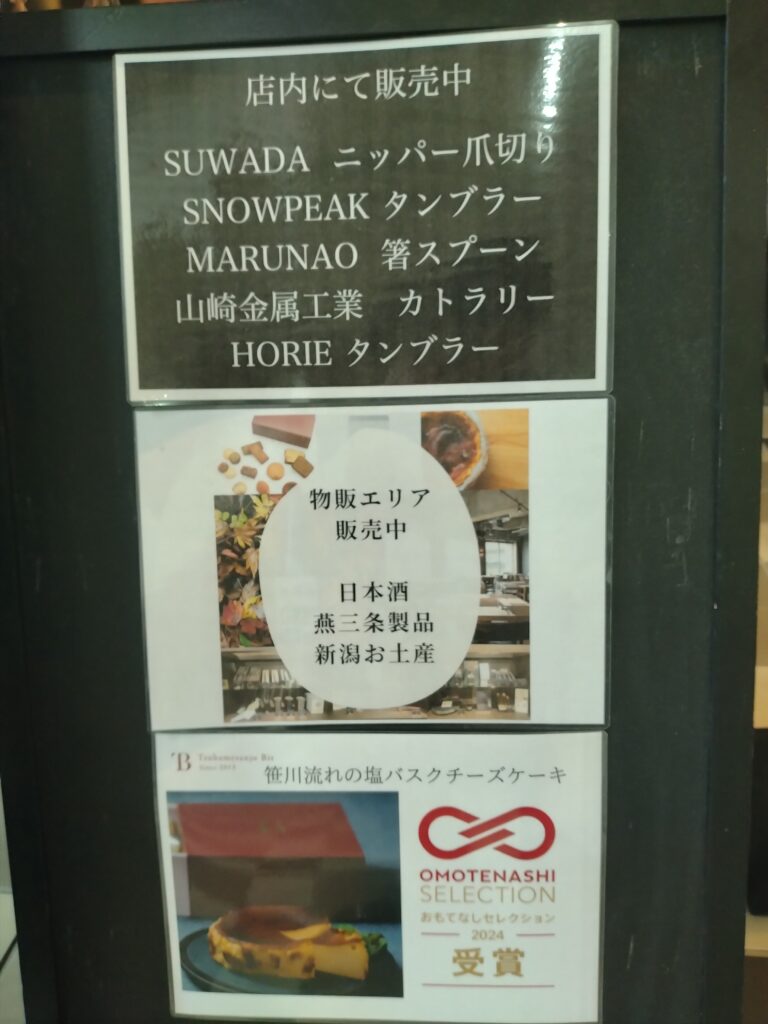 店内にて販売中
SUWADA ニッパー爪切り
SNOWPEAK タンブラー
MARUNAO 箸スプーン
山崎金属工業 カトラリー
HORIE タンブラー
物販エリア
販売中
日本酒
燕三条製品
新潟お土産
Tsubamesanjo Bit
Since 2013
笹川流れの塩バスクチーズケーキ
OMOTENASHI
SELECTION
おもてなしセレクション
2024
受賞